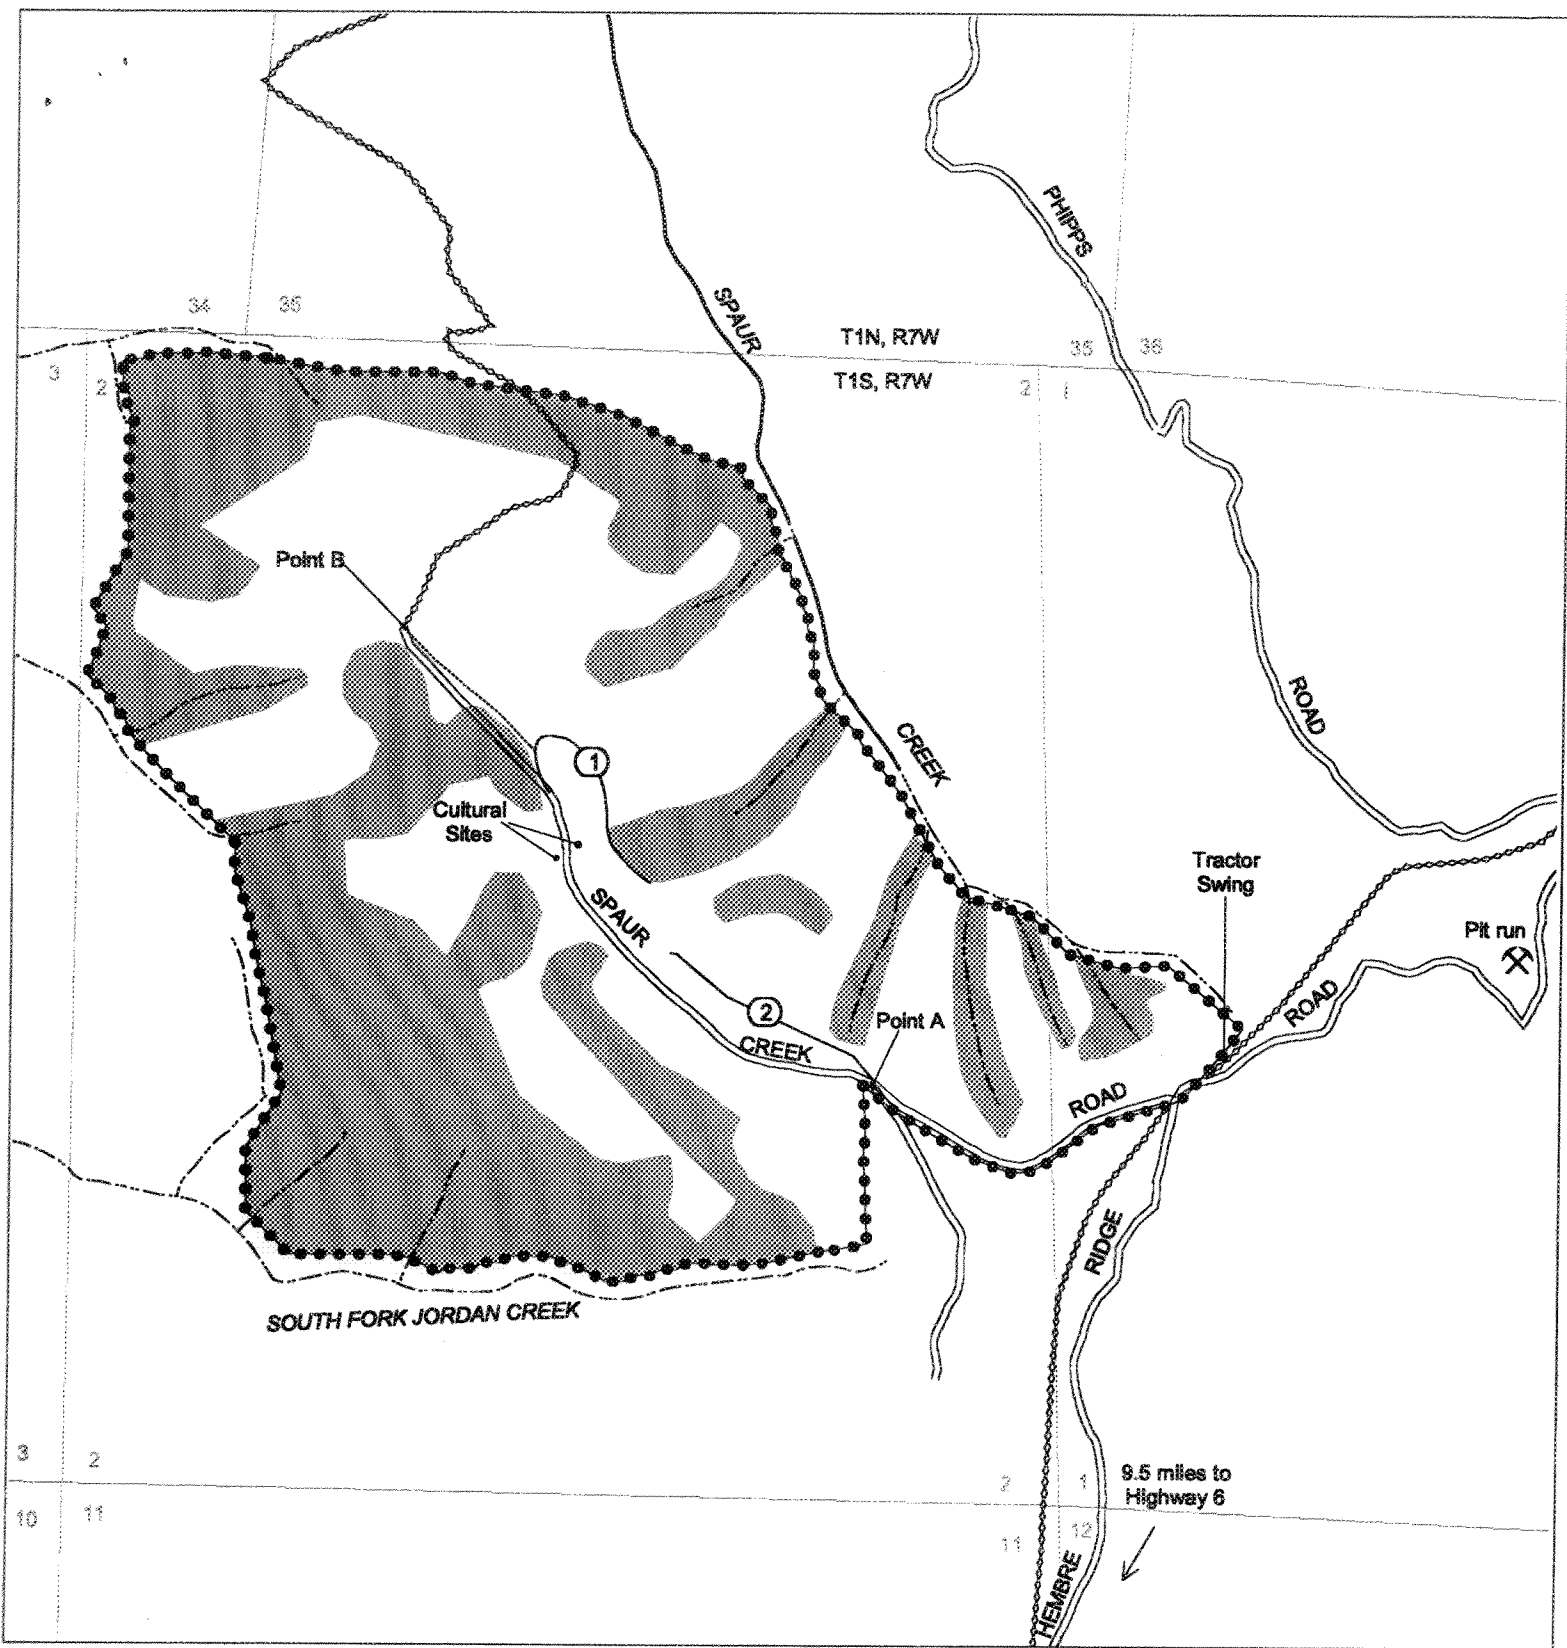 PHIPPS
34
35
SPAUR
T1N, R7W
35
36
3
2
T1S, R7W
2
1
Point B
ROAD
CREEK
1
Cultural
Sites
Tractor
Swing
SPAUR
Pit run
2
Point A
ROAD
CREEK
ROAD
RIDGE
SOUTH FORK JORDAN CREEK
3
2
2
1
9.5 miles to
Highway 6
10
11
11
12
HEMBRE